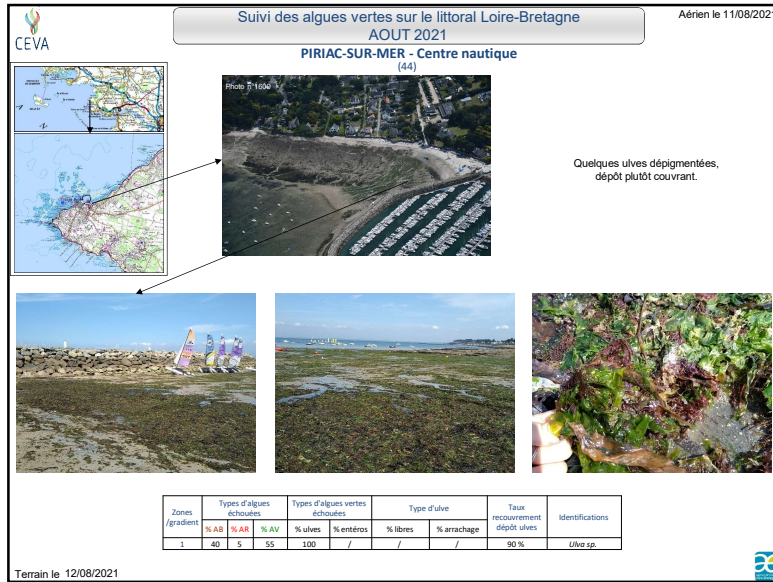 CEVA
Suivi des algues vertes sur le littoral Loire-Bretagne
AOUT 2021
Aérien le 11/08/2021
PIRIAC-SUR-MER - Centre nautique
(44)
Photo n°1600
Quelques ulves dépigmentées,
dépôt plutôt couvrant.
Zones /gradient | Types d'algues échouées | Types d'algues vertes échouées | Type d'ulve | Taux recouvrement dépôt ulves | Identifications
% AB | % AR | % AV | % ulves | % entéros | % libres | % arrachage
1 | 40 | 5 | 55 | 100 | / | / | / | 90 % | Ulva sp.
Terrain le 12/08/2021